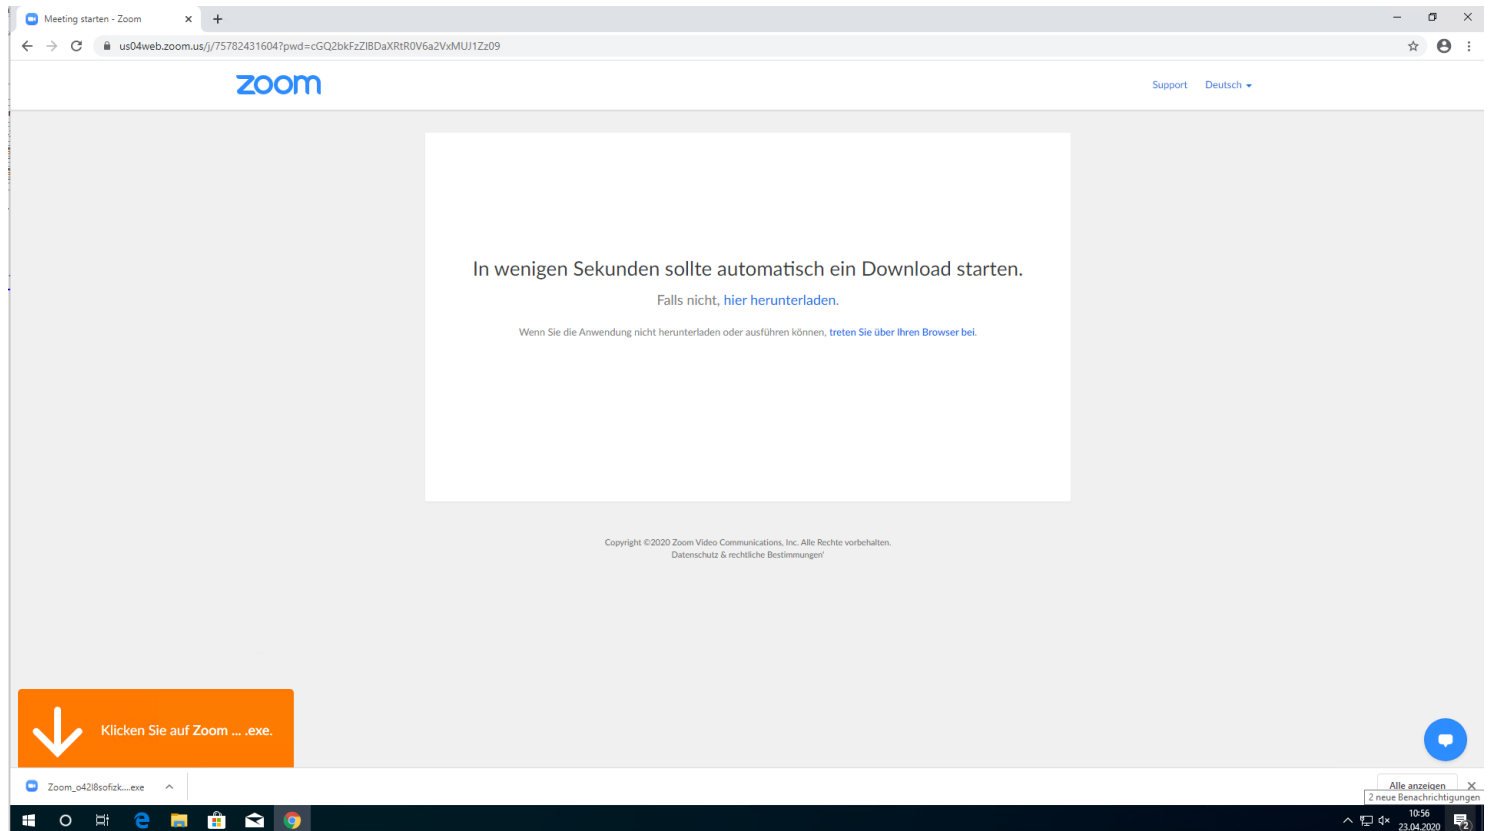 Meeting starten - Zoom
us04web.zoom.us/j/75782431604?pwd=cGQ2bkFzZlBDaXRtR0V6a2VxMUJ1Zz09
zoom
Support Deutsch
In wenigen Sekunden sollte automatisch ein Download starten.
Falls nicht, hier herunterladen.
Wenn Sie die Anwendung nicht herunterladen oder ausführen können, treten Sie über Ihren Browser bei.
Copyright ©2020 Zoom Video Communications, Inc. Alle Rechte vorbehalten.
Datenschutz & rechtliche Bestimmungen'
Klicken Sie auf Zoom ... .exe.
Zoom_o42l8sofizk....exe
Alle anzeigen
2 neue Benachrichtigungen
10:56
23.04.2020
2